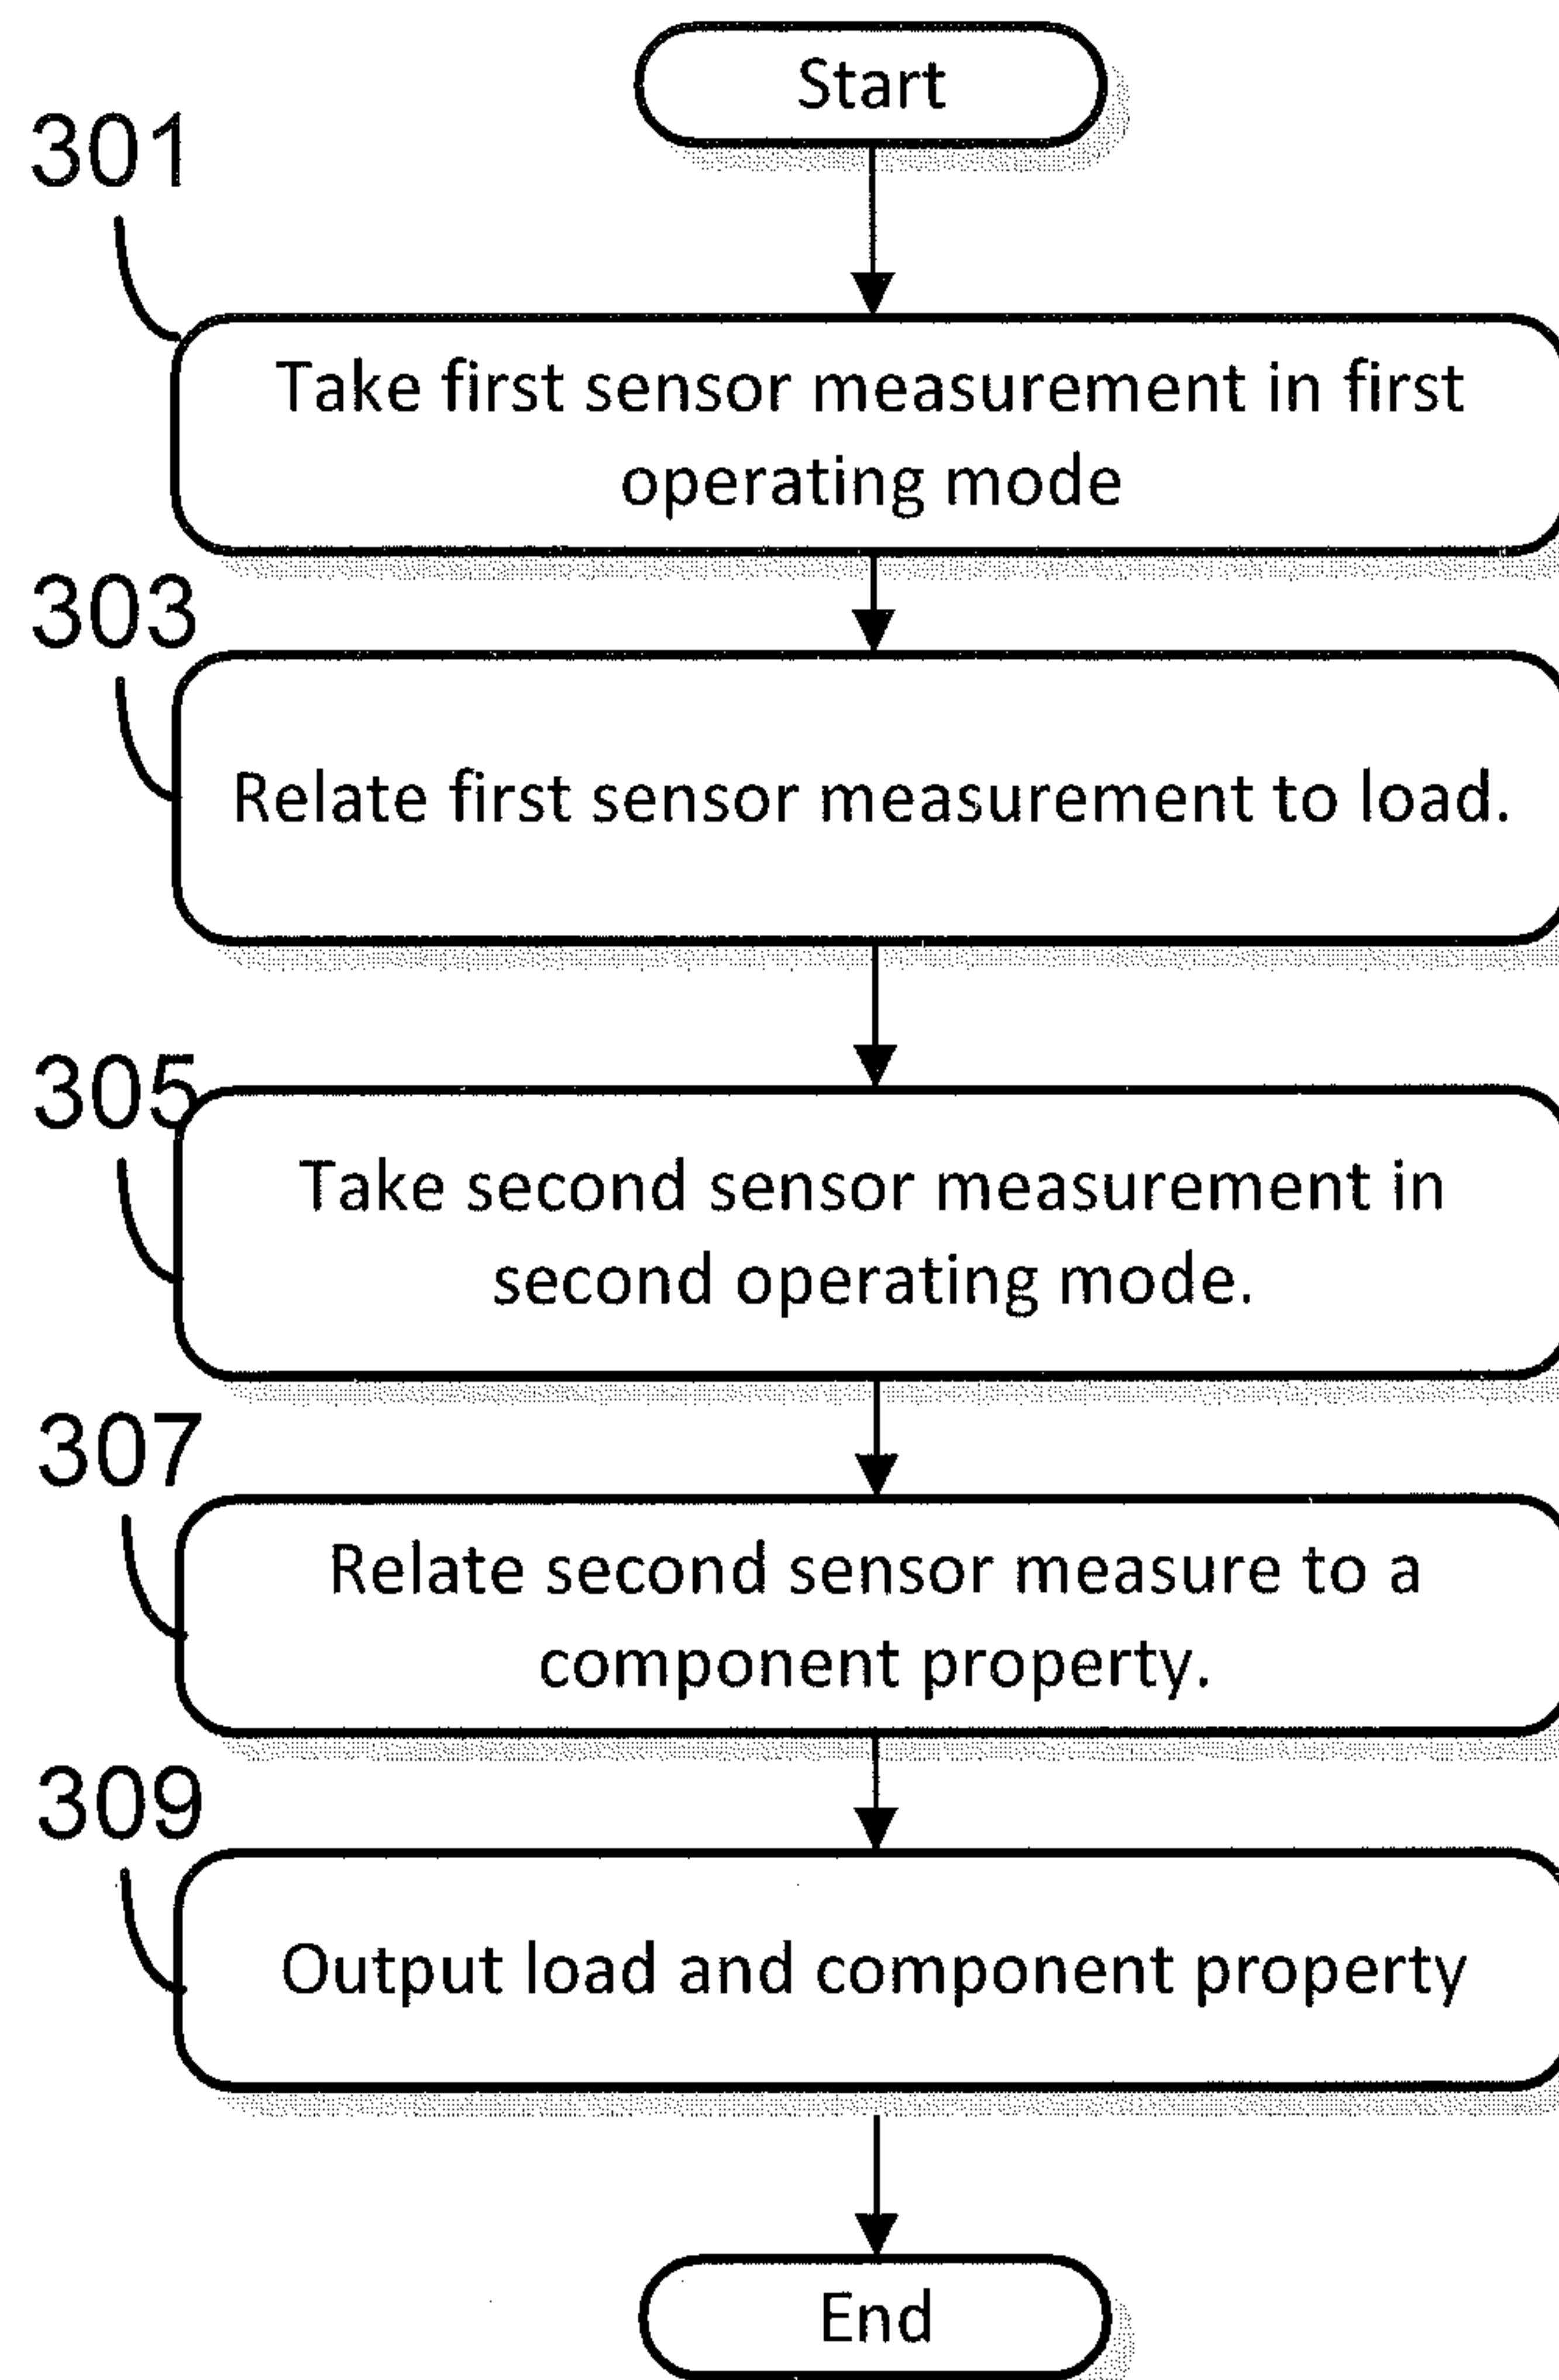 Start
301
Take first sensor measurement in first
operating mode
303
Relate first sensor measurement to load.
305
Take second sensor measurement in
second operating mode.
307
Relate second sensor measure to a
component property.
309
Output load and component property
End